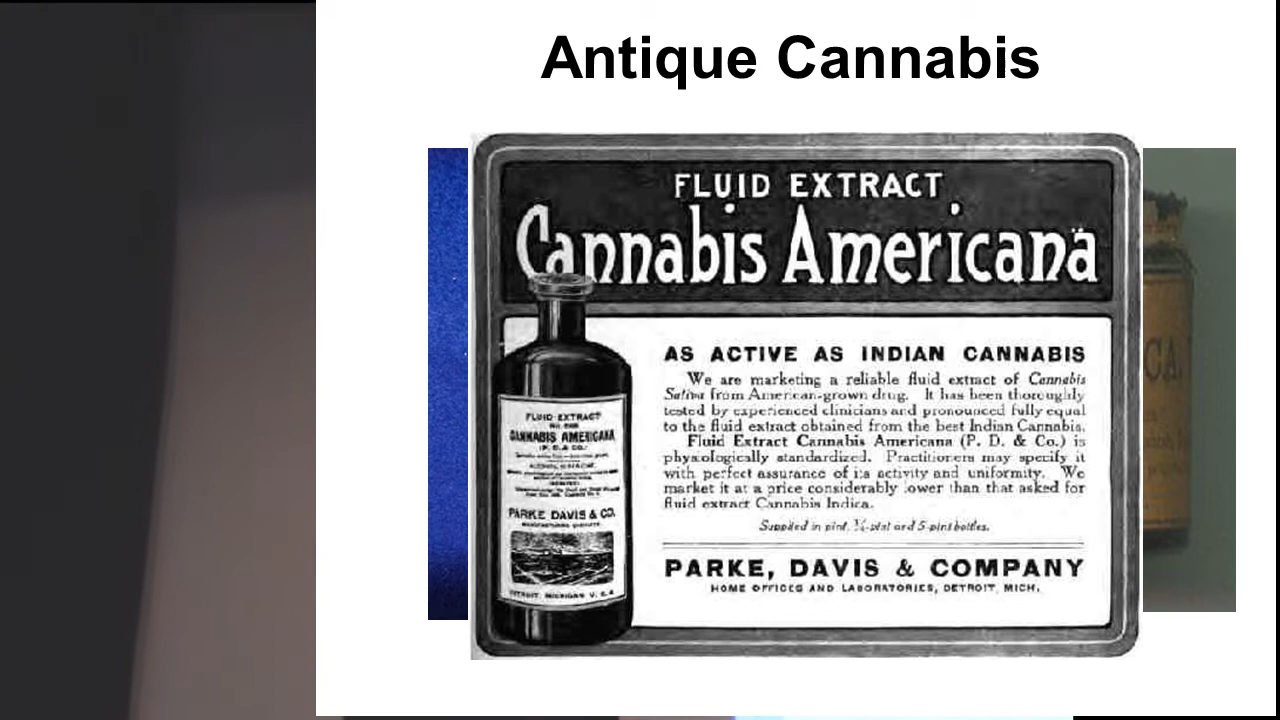 Antique Cannabis
FLUID EXTRACT
Cannabis Americana
AS ACTIVE AS INDIAN CANNABIS
We are marketing a reliable fluid extract of Cannabis
Sativa from American-grown drug. It has been thoroughly
tested by experienced clinicians and pronounced fully equal
to the fluid extract obtained from the best Indian Cannabis.
Fluid Extract Cannabis Americana (P. D. & Co.) is
physiologically standardized. Practitioners may specify it
with perfect assurance of its activity and uniformity. We
market it at a price considerably lower than that asked for
fluid extract Cannabis Indica.
Supplied in pint, ¼-pint and 5-pint bottles.
PARKE, DAVIS & COMPANY
HOME OFFICES AND LABORATORIES, DETROIT, MICH.
FLUID EXTRACT
CANNABIS AMERICANA
(P. D. & CO.)
PARKE DAVIS & CO.
DETROIT, MICHIGAN U. S. A.
CA.